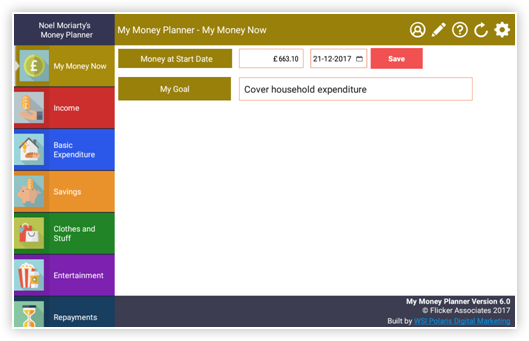 Noel Moriarty's
Money Planner
My Money Planner - My Money Now
My Money Now
Money at Start Date
£ 663.10
21-12-2017
Save
My Goal
Cover household expenditure
Income
Basic
Expenditure
Savings
Clothes and
Stuff
Entertainment
Repayments
My Money Planner Version 6.0
© Flicker Associates 2017
Built by WSI Polaris Digital Marketing